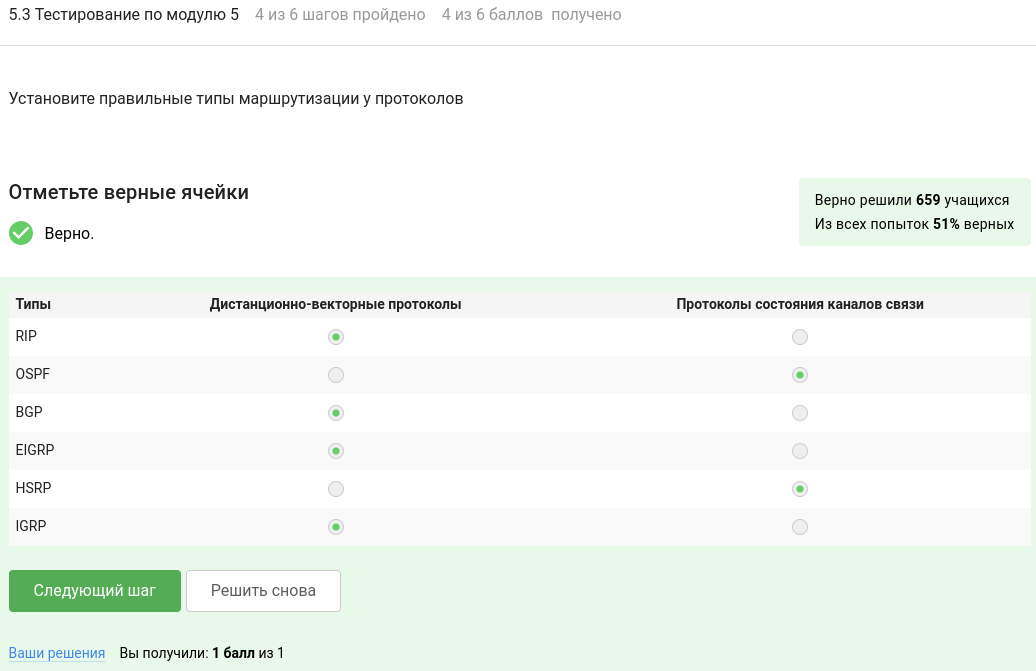 5.3 Тестирование по модулю 5 4 из 6 шагов пройдено 4 из 6 баллов получено
Установите правильные типы маршрутизации у протоколов
Отметьте верные ячейки
Верно.
Верно решили 659 учащихся
Из всех попыток 51% верных
Типы Дистанционно-векторные протоколы Протоколы состояния каналов связи
RIP
OSPF
BGP
EIGRP
HSRP
IGRP
Следующий шаг Решить снова
Ваши решения Вы получили: 1 балл из 1